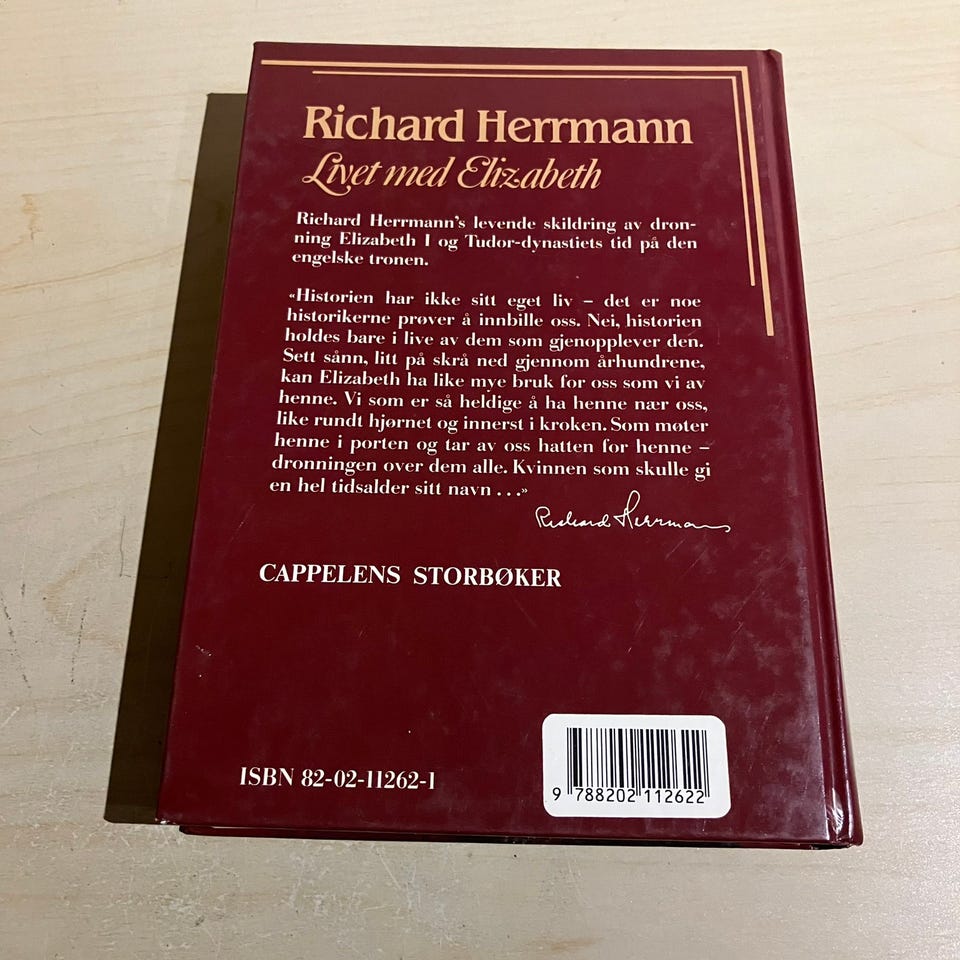 Richard Herrmann
Livet med Elizabeth
Richard Herrmann's levende skildring av dron-
ning Elizabeth I og Tudor-dynastiets tid på den
engelske tronen.
«Historien har ikke sitt eget liv – det er noe
historikerne prøver å innbille oss. Nei, historien
holdes bare i live av dem som gjenopplever den.
Sett sånn, litt på skrå ned gjennom århundrene,
kan Elizabeth ha like mye bruk for oss som vi av
henne. Vi som er så heldige å ha henne nær oss,
like rundt hjørnet og innerst i kroken. Som møter
henne i porten og tar av oss hatten for henne –
dronningen over dem alle. Kvinnen som skulle gi
en hel tidsalder sitt navn . . .»
Richard Herrmann
CAPPELENS STORBØKER
ISBN 82-02-11262-1
9 788202 112622